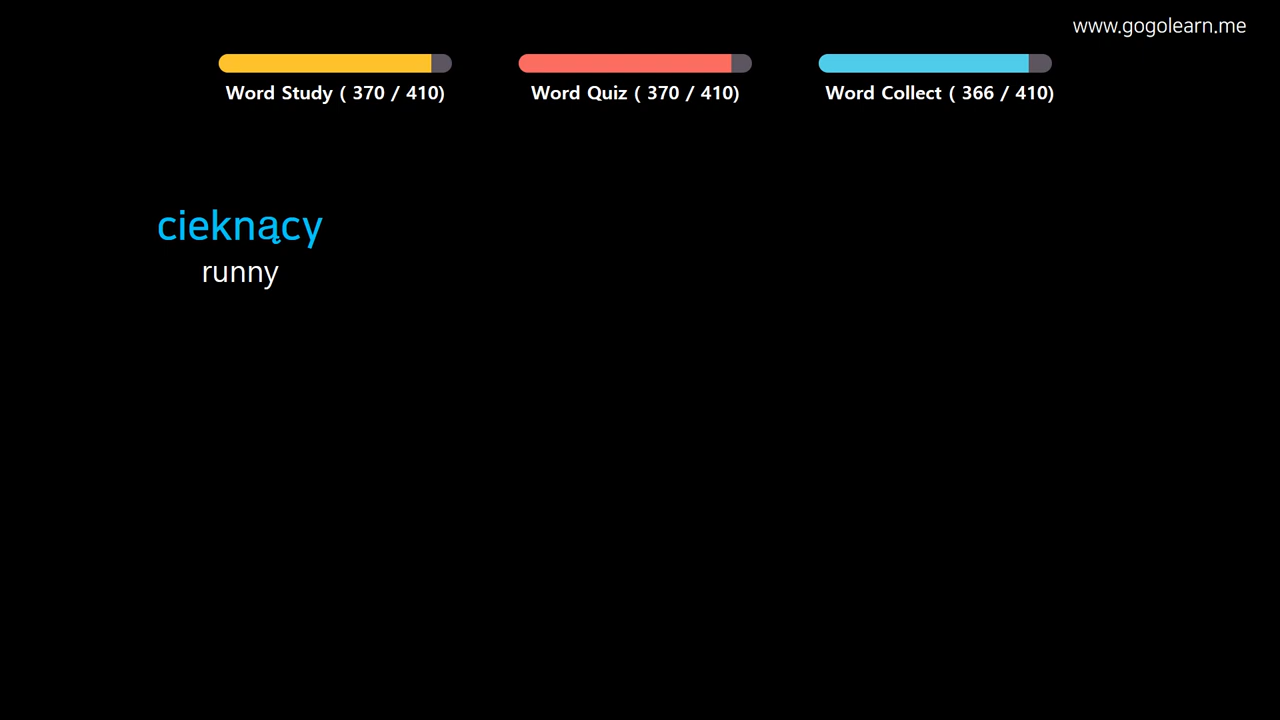 www.gogolearn.me
Word Study ( 370 / 410)
Word Quiz ( 370 / 410)
Word Collect ( 366 / 410)
cieknący
runny